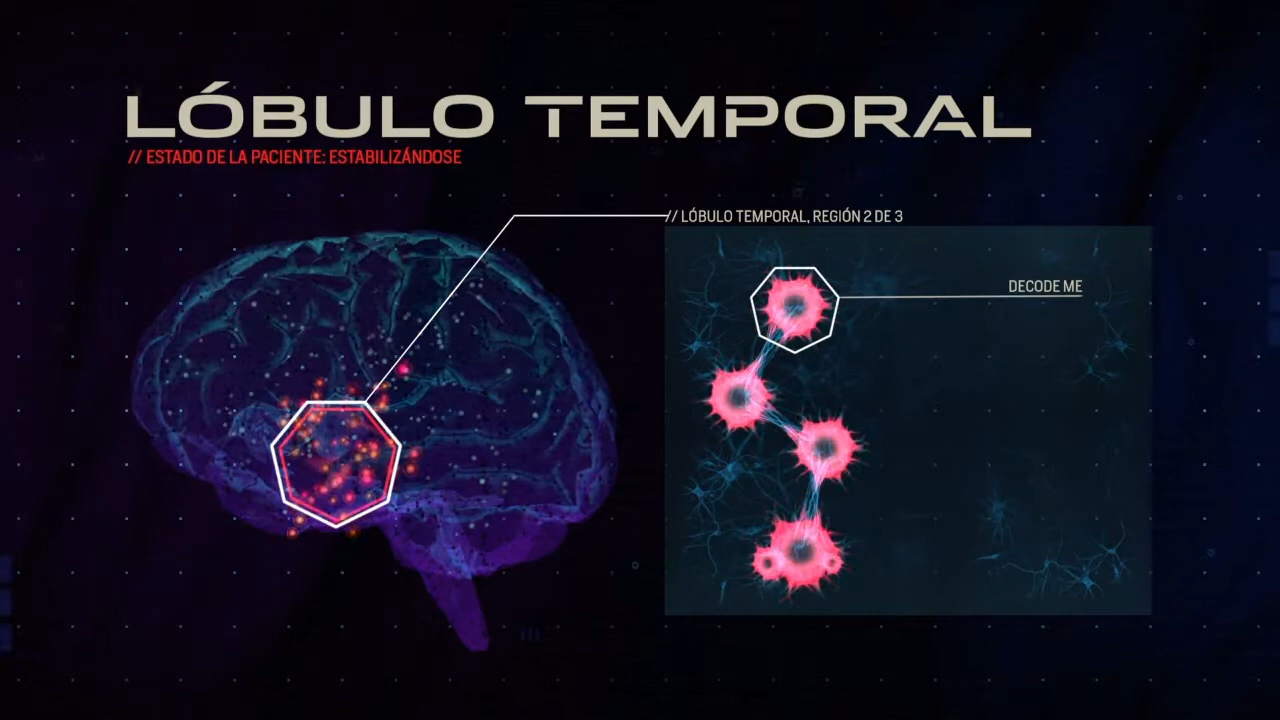 LÓBULO TEMPORAL
// ESTADO DE LA PACIENTE: ESTABILIZÁNDOSE
// LÓBULO TEMPORAL, REGIÓN 2 DE 3
DECODE ME